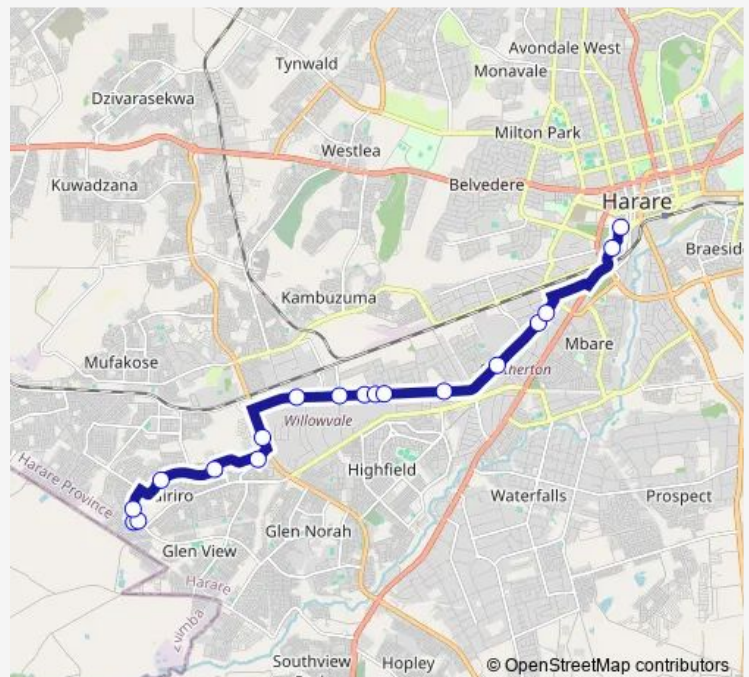 Avondale West
Tynwald
Monavale
Dzivarasekwa
Milton Park
Westlea
Kuwadzana
Belvedere
Harare
Braeside
Kambuzuma
Mbare
Mufakose
Willowvale
Highfield
Waterfalls
Prospect
Harare Province
Glen Norah
Glen View
Harare
Zvimba
Southview
Hopley
© OpenStreetMap contributors